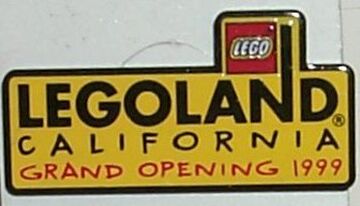 LEGO
LEGOLAND®
CALIFORNIA
GRAND OPENING 1999